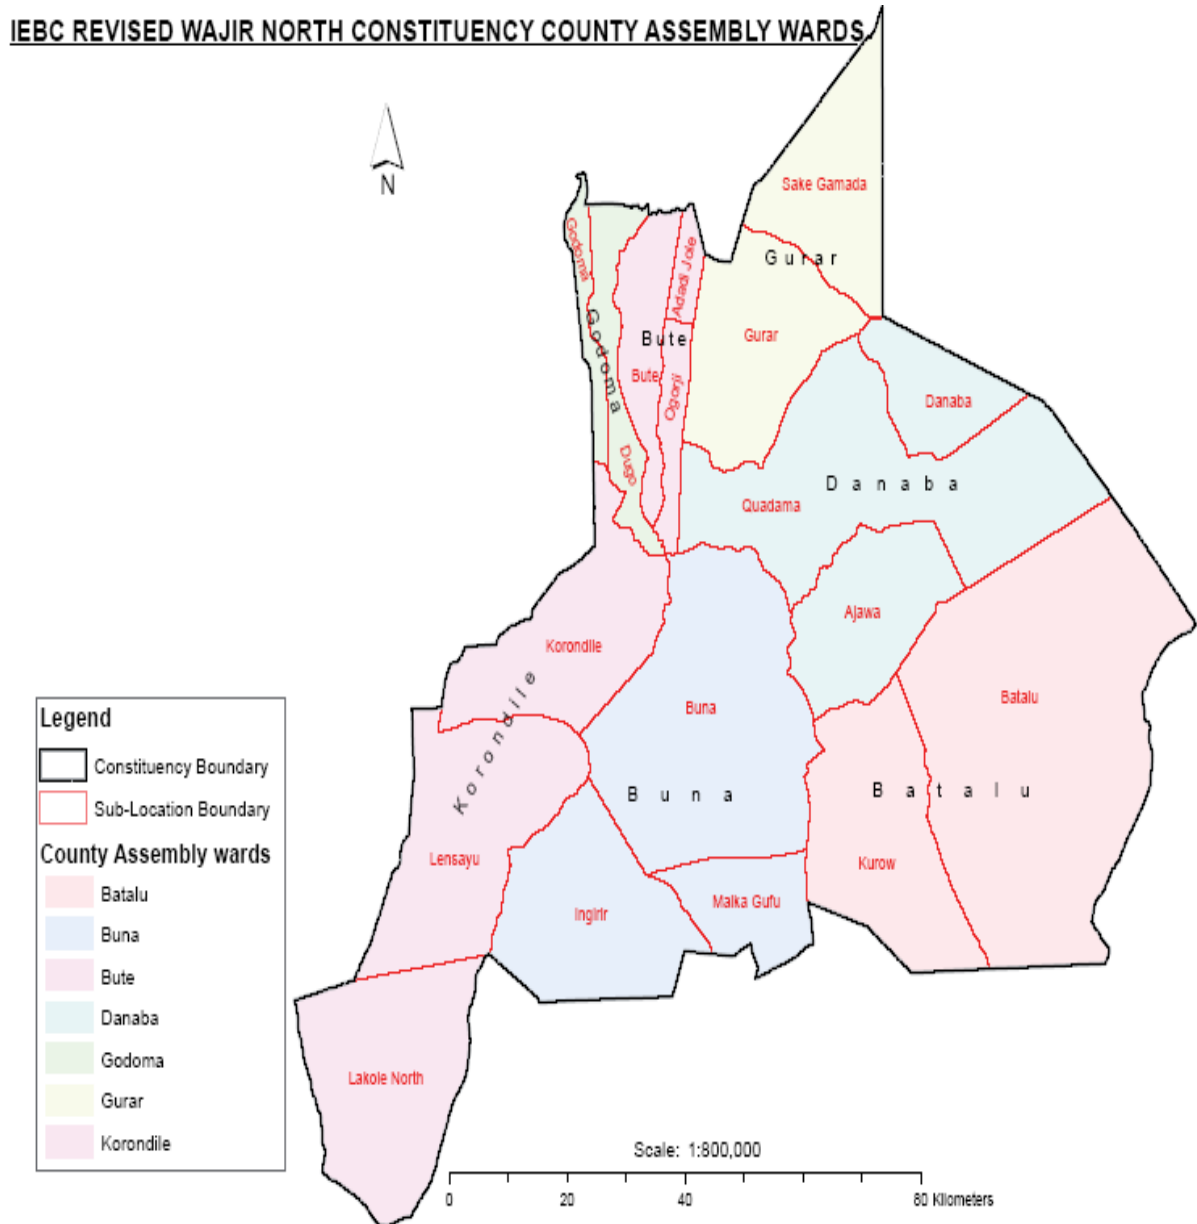 IEBC REVISED WAJIR NORTH CONSTITUENCY COUNTY ASSEMBLY WARDS
N
Sake Gamada
Gurar
Godoma
Adadi Jole
Godoma
Gurar
Bute
Bute
Ogorji
Danaba
Dugo
Danaba
Quadama
Ajawa
Korondile
Korondile
Buna
Batalu
Buna
Batalu
Lensayu
Kurow
Ingirir
Malka Gufu
Lakole North
Legend
Constituency Boundary
Sub-Location Boundary
County Assembly wards
Batalu
Buna
Bute
Danaba
Godoma
Gurar
Korondile
Scale: 1:800,000
0 20 40 80 Kilometers